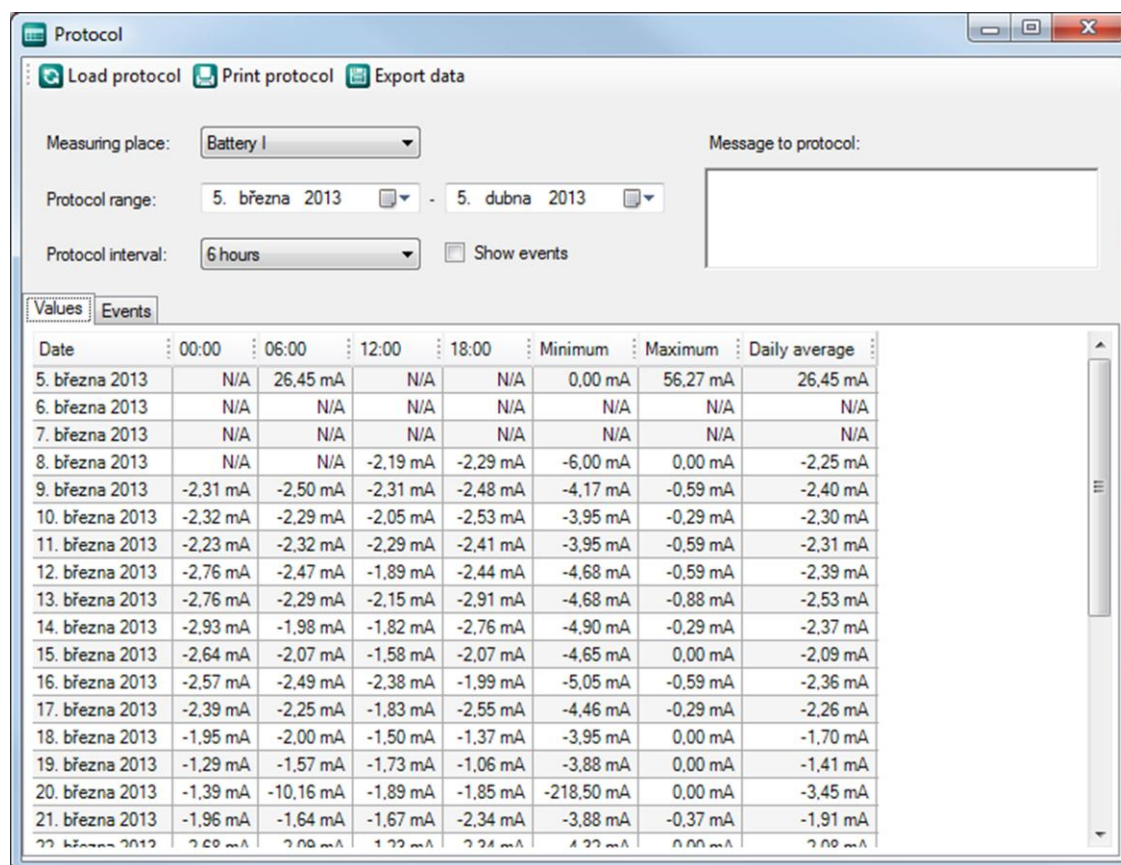 Protocol
Load protocol Print protocol Export data
Measuring place: Battery I Message to protocol:
Protocol range: 5. března 2013 - 5. dubna 2013
Protocol interval: 6 hours Show events
Values Events
Date 00:00 06:00 12:00 18:00 Minimum Maximum Daily average
5. března 2013 N/A 26,45 mA N/A N/A 0,00 mA 56,27 mA 26,45 mA
6. března 2013 N/A N/A N/A N/A N/A N/A N/A
7. března 2013 N/A N/A N/A N/A N/A N/A N/A
8. března 2013 N/A N/A -2,19 mA -2,29 mA -6,00 mA 0,00 mA -2,25 mA
9. března 2013 -2,31 mA -2,50 mA -2,31 mA -2,48 mA -4,17 mA -0,59 mA -2,40 mA
10. března 2013 -2,32 mA -2,29 mA -2,05 mA -2,53 mA -3,95 mA -0,29 mA -2,30 mA
11. března 2013 -2,23 mA -2,32 mA -2,29 mA -2,41 mA -3,95 mA -0,59 mA -2,31 mA
12. března 2013 -2,76 mA -2,47 mA -1,89 mA -2,44 mA -4,68 mA -0,59 mA -2,39 mA
13. března 2013 -2,76 mA -2,29 mA -2,15 mA -2,91 mA -4,68 mA -0,88 mA -2,53 mA
14. března 2013 -2,93 mA -1,98 mA -1,82 mA -2,76 mA -4,90 mA -0,29 mA -2,37 mA
15. března 2013 -2,64 mA -2,07 mA -1,58 mA -2,07 mA -4,65 mA 0,00 mA -2,09 mA
16. března 2013 -2,57 mA -2,49 mA -2,38 mA -1,99 mA -5,05 mA -0,59 mA -2,36 mA
17. března 2013 -2,39 mA -2,25 mA -1,83 mA -2,55 mA -4,46 mA -0,29 mA -2,26 mA
18. března 2013 -1,95 mA -2,00 mA -1,50 mA -1,37 mA -3,95 mA 0,00 mA -1,70 mA
19. března 2013 -1,29 mA -1,57 mA -1,73 mA -1,06 mA -3,88 mA 0,00 mA -1,41 mA
20. března 2013 -1,39 mA -10,16 mA -1,89 mA -1,85 mA -218,50 mA 0,00 mA -3,45 mA
21. března 2013 -1,96 mA -1,64 mA -1,67 mA -2,34 mA -3,88 mA -0,37 mA -1,91 mA